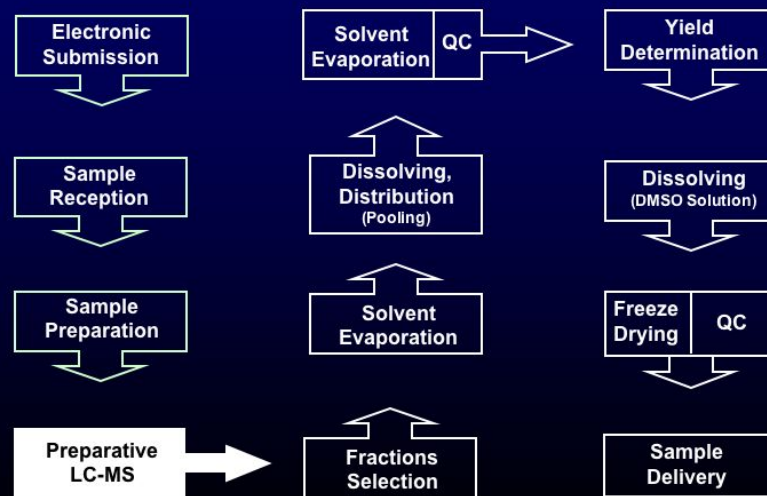 Electronic
Submission
Sample
Reception
Sample
Preparation
Preparative
LC-MS
Fractions
Selection
Solvent
Evaporation
Dissolving,
Distribution
(Pooling)
Solvent
Evaporation
QC
Yield
Determination
Dissolving
(DMSO Solution)
Freeze
Drying
QC
Sample
Delivery